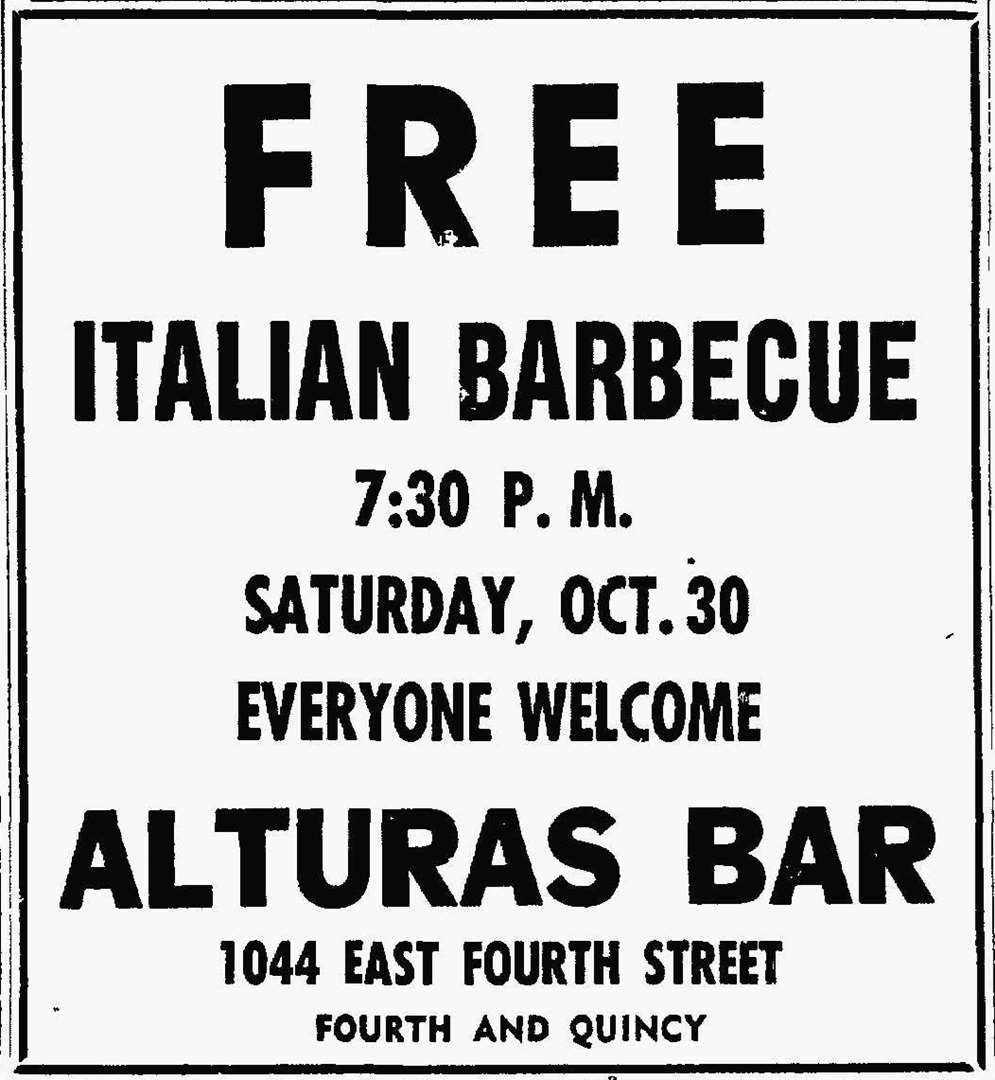 FREE
ITALIAN BARBECUE
7:30 P. M.
SATURDAY, OCT. 30
EVERYONE WELCOME
ALTURAS BAR
1044 EAST FOURTH STREET
FOURTH AND QUINCY